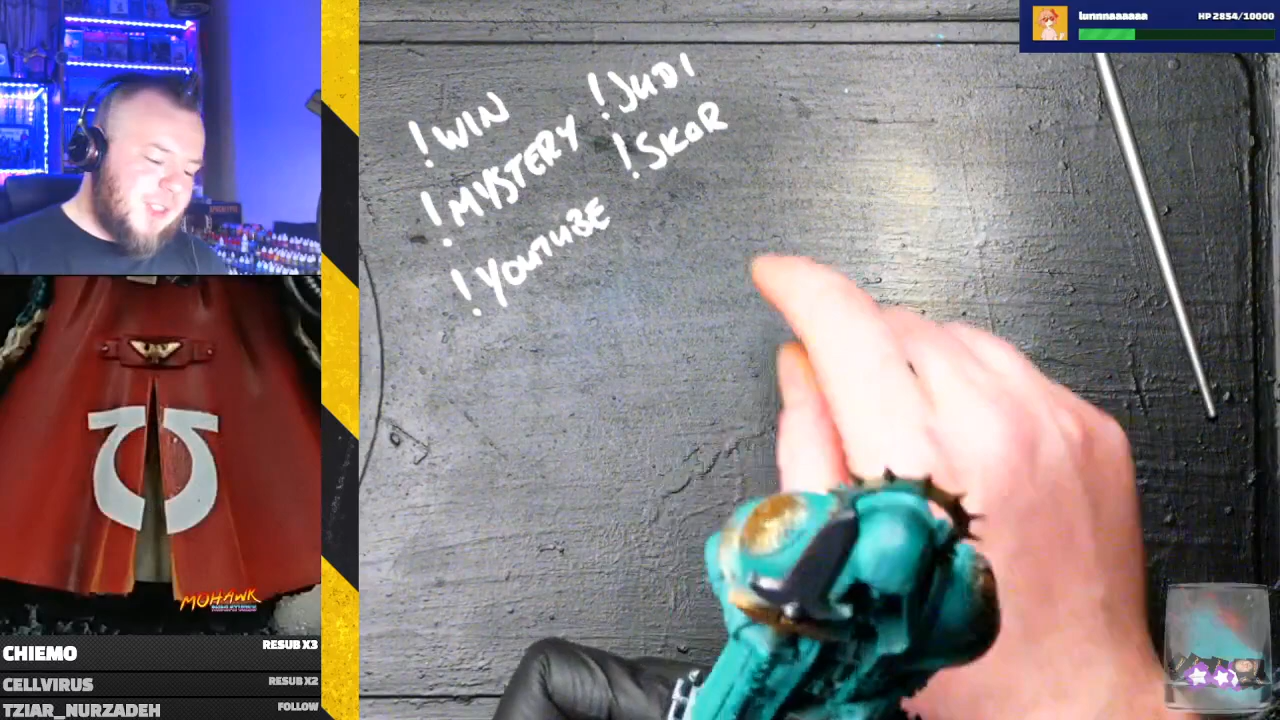 lunnnaaaaaa
HP 2854/10000
!WIN
!MYSTERY
!YOUTUBE
!JUDI
!SKOR
MOHAWK
CHIEMO
RESUB X3
CELLVIRUS
RESUB X2
TZIAR_NURZADEH
FOLLOW